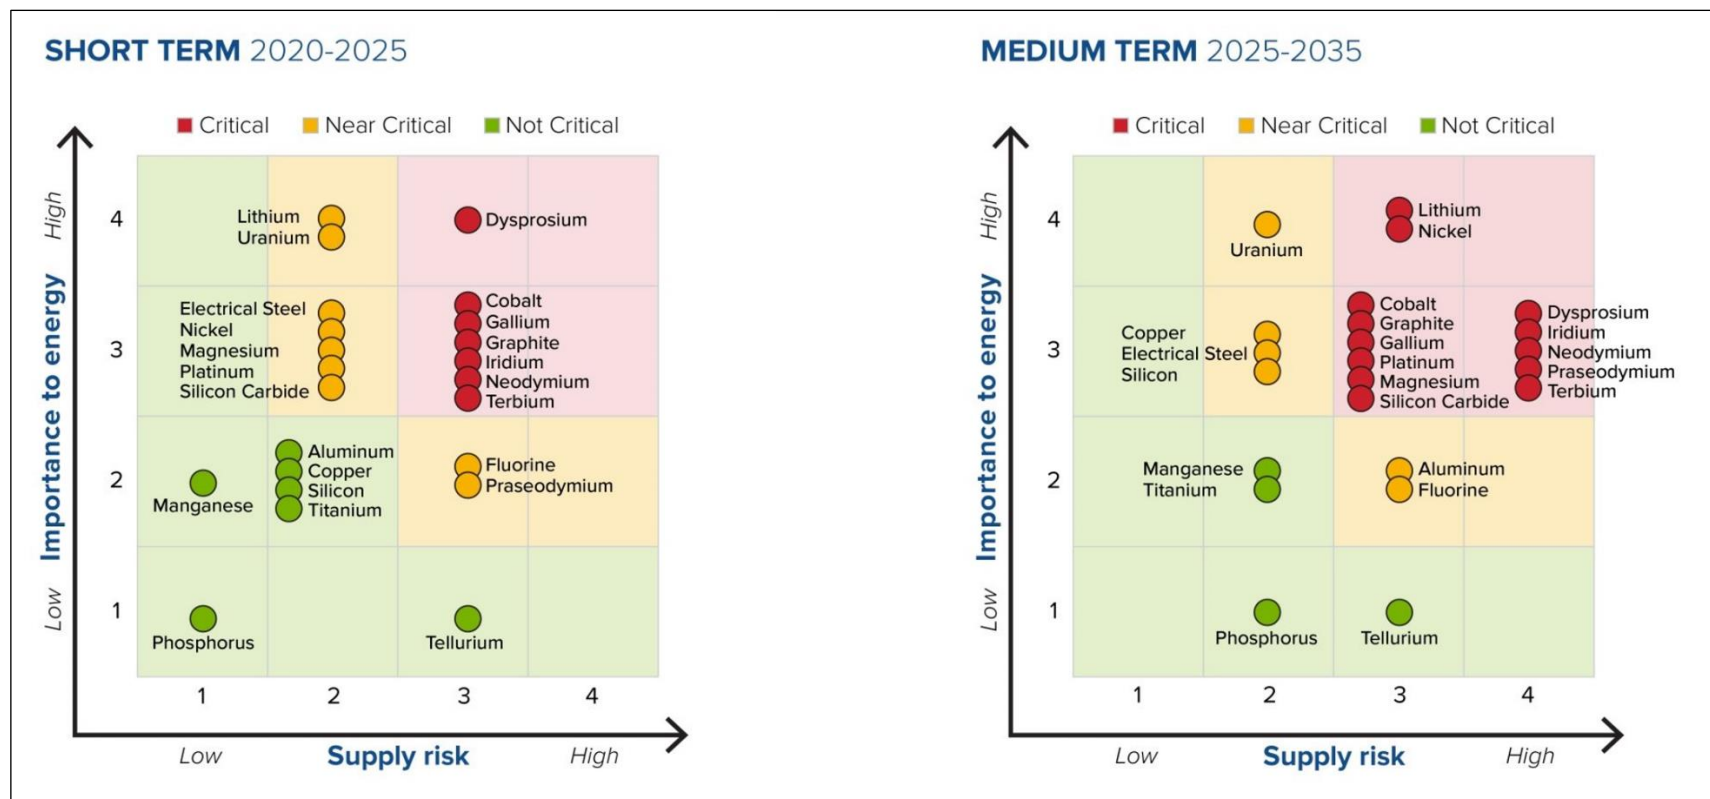 SHORT TERM 2020-2025
Critical
Near Critical
Not Critical
High
Importance to energy
Low
4
3
2
1
Lithium
Uranium
Dysprosium
Electrical Steel
Nickel
Magnesium
Platinum
Silicon Carbide
Cobalt
Gallium
Graphite
Iridium
Neodymium
Terbium
Manganese
Aluminum
Copper
Silicon
Titanium
Fluorine
Praseodymium
Phosphorus
Tellurium
1
2
3
4
Low
Supply risk
High
MEDIUM TERM 2025-2035
Critical
Near Critical
Not Critical
High
Importance to energy
Low
4
3
2
1
Uranium
Lithium
Nickel
Copper
Electrical Steel
Silicon
Cobalt
Graphite
Gallium
Platinum
Magnesium
Silicon Carbide
Dysprosium
Iridium
Neodymium
Praseodymium
Terbium
Manganese
Titanium
Aluminum
Fluorine
Phosphorus
Tellurium
1
2
3
4
Low
Supply risk
High